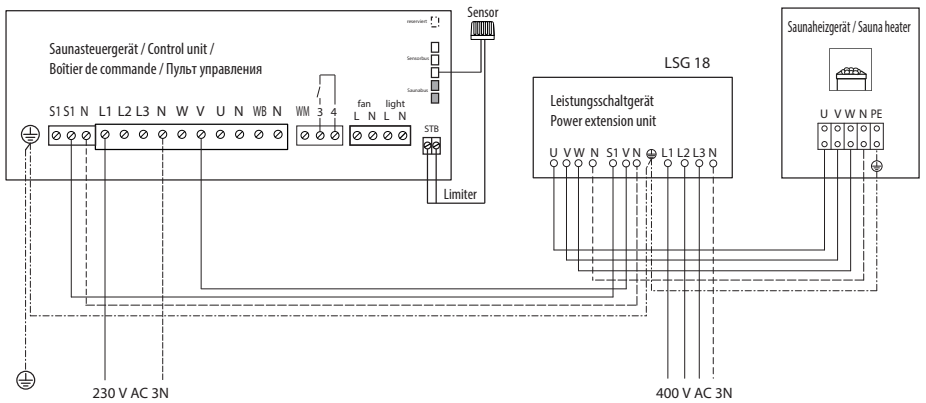 Sensor
reserviert
Saunasteuergerät / Control unit /
Boîtier de commande / Пульт управления
Sensorbus
Saunabus
S1 S1 N L1 L2 L3 N W V U N WB N
WM 3 4
fan light
L N L N
STB
Limiter
LSG 18
Leistungsschaltgerät
Power extension unit
U V W N S1 V N L1 L2 L3 N
Saunaheizgerät / Sauna heater
U V W N PE
230 V AC 3N
400 V AC 3N